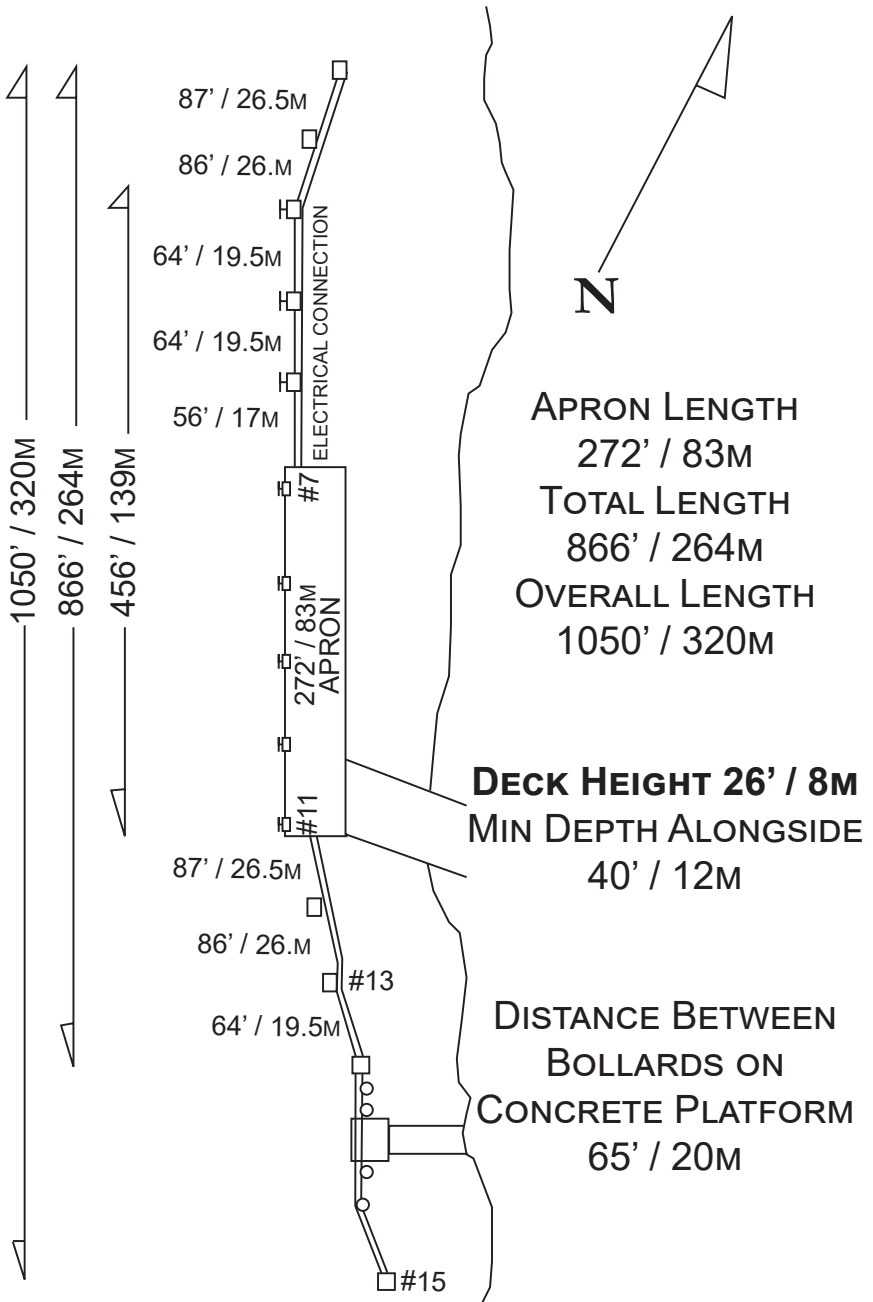 87’ / 26.5M
86’ / 26.M
64’ / 19.5M
64’ / 19.5M
56’ / 17M
ELECTRICAL CONNECTION
1050’ / 320M
866’ / 264M
456’ / 139M
#7
272’ / 83M
APRON
#11
87’ / 26.5M
86’ / 26.M
#13
64’ / 19.5M
#15
N
APRON LENGTH
272’ / 83M
TOTAL LENGTH
866’ / 264M
OVERALL LENGTH
1050’ / 320M
DECK HEIGHT 26’ / 8M
MIN DEPTH ALONGSIDE
40’ / 12M
DISTANCE BETWEEN
BOLLARDS ON
CONCRETE PLATFORM
65’ / 20M